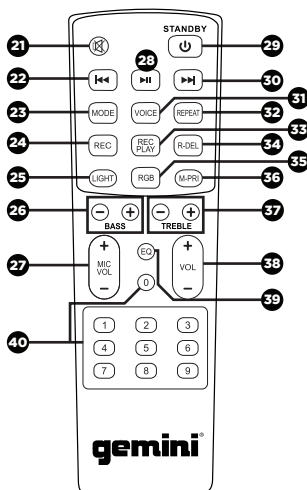 STANDBY
21
28
29
22
30
23
MODE
VOICE
31
REPEAT
32
24
REC
REC PLAY
33
R-DEL
34
25
LIGHT
RGB
35
M-PRI
36
26
− +
BASS
− +
TREBLE
37
27
+
MIC
VOL
−
EQ
+
VOL
−
38
0
39
40
1 2 3
4 5 6
7 8 9
gemini®